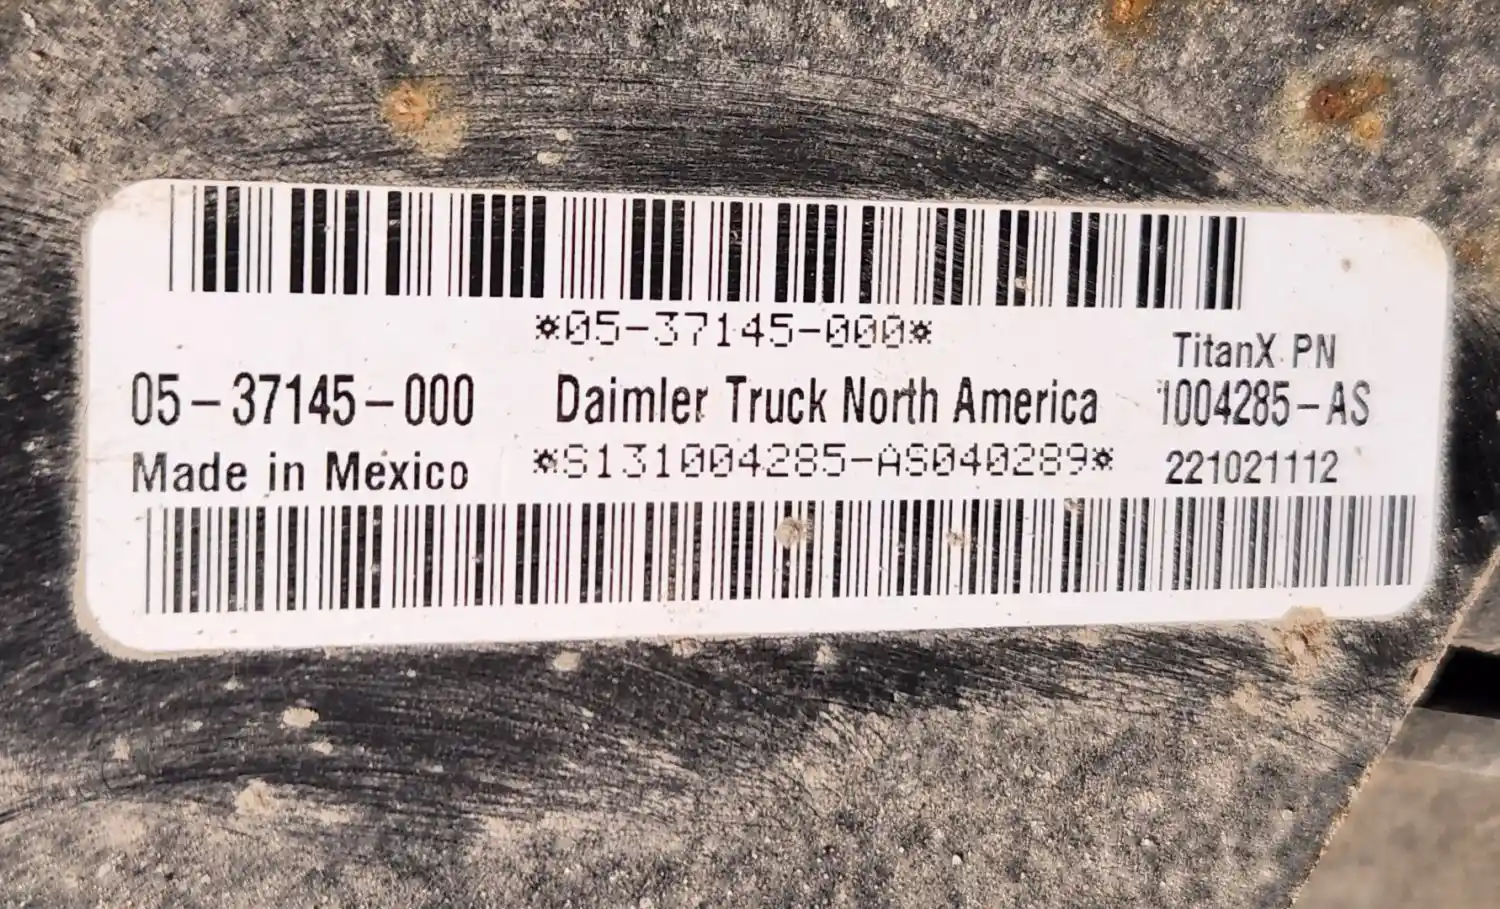 *05-37145-000*
TitanX PN
05-37145-000 Daimler Truck North America 1004285-AS
Made in Mexico *S131004285-AS040289* 221021112